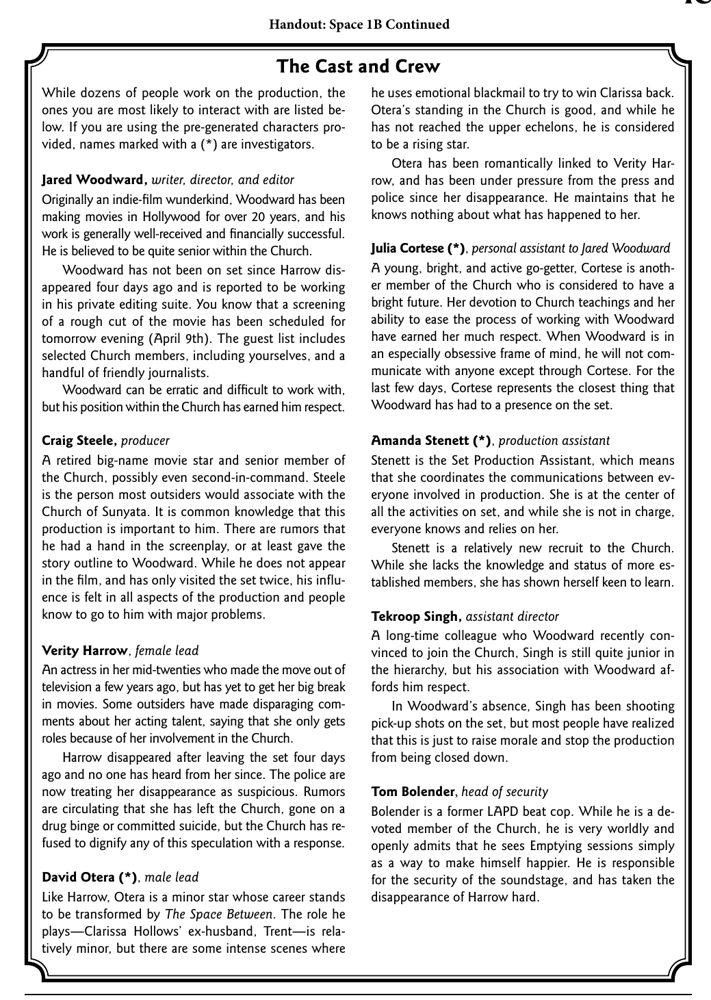 Handout: Space 1B Continued
The Cast and Crew
While dozens of people work on the production, the
ones you are most likely to interact with are listed be-
low. If you are using the pre-generated characters pro-
vided, names marked with a (*) are investigators.
Jared Woodward, writer, director, and editor
Originally an indie-film wunderkind, Woodward has been
making movies in Hollywood for over 20 years, and his
work is generally well-received and financially successful.
He is believed to be quite senior within the Church.
Woodward has not been on set since Harrow dis-
appeared four days ago and is reported to be working
in his private editing suite. You know that a screening
of a rough cut of the movie has been scheduled for
tomorrow evening (April 9th). The guest list includes
selected Church members, including yourselves, and a
handful of friendly journalists.
Woodward can be erratic and difficult to work with,
but his position within the Church has earned him respect.
Craig Steele, producer
A retired big-name movie star and senior member of
the Church, possibly even second-in-command. Steele
is the person most outsiders would associate with the
Church of Sunyata. It is common knowledge that this
production is important to him. There are rumors that
he had a hand in the screenplay, or at least gave the
story outline to Woodward. While he does not appear
in the film, and has only visited the set twice, his influ-
ence is felt in all aspects of the production and people
know to go to him with major problems.
Verity Harrow, female lead
An actress in her mid-twenties who made the move out of
television a few years ago, but has yet to get her big break
in movies. Some outsiders have made disparaging com-
ments about her acting talent, saying that she only gets
roles because of her involvement in the Church.
Harrow disappeared after leaving the set four days
ago and no one has heard from her since. The police are
now treating her disappearance as suspicious. Rumors
are circulating that she has left the Church, gone on a
drug binge or committed suicide, but the Church has re-
fused to dignify any of this speculation with a response.
David Otera (*), male lead
Like Harrow, Otera is a minor star whose career stands
to be transformed by The Space Between. The role he
plays—Clarissa Hollows' ex-husband, Trent—is rela-
tively minor, but there are some intense scenes where
he uses emotional blackmail to try to win Clarissa back.
Otera's standing in the Church is good, and while he
has not reached the upper echelons, he is considered
to be a rising star.
Otera has been romantically linked to Verity Har-
row, and has been under pressure from the press and
police since her disappearance. He maintains that he
knows nothing about what has happened to her.
Julia Cortese (*), personal assistant to Jared Woodward
A young, bright, and active go-getter, Cortese is anoth-
er member of the Church who is considered to have a
bright future. Her devotion to Church teachings and her
ability to ease the process of working with Woodward
have earned her much respect. When Woodward is in
an especially obsessive frame of mind, he will not com-
municate with anyone except through Cortese. For the
last few days, Cortese represents the closest thing that
Woodward has had to a presence on the set.
Amanda Stenett (*), production assistant
Stenett is the Set Production Assistant, which means
that she coordinates the communications between ev-
eryone involved in production. She is at the center of
all the activities on set, and while she is not in charge,
everyone knows and relies on her.
Stenett is a relatively new recruit to the Church.
While she lacks the knowledge and status of more es-
tablished members, she has shown herself keen to learn.
Tekroop Singh, assistant director
A long-time colleague who Woodward recently con-
vinced to join the Church, Singh is still quite junior in
the hierarchy, but his association with Woodward af-
fords him respect.
In Woodward's absence, Singh has been shooting
pick-up shots on the set, but most people have realized
that this is just to raise morale and stop the production
from being closed down.
Tom Bolender, head of security
Bolender is a former LAPD beat cop. While he is a de-
voted member of the Church, he is very worldly and
openly admits that he sees Emptying sessions simply
as a way to make himself happier. He is responsible
for the security of the soundstage, and has taken the
disappearance of Harrow hard.